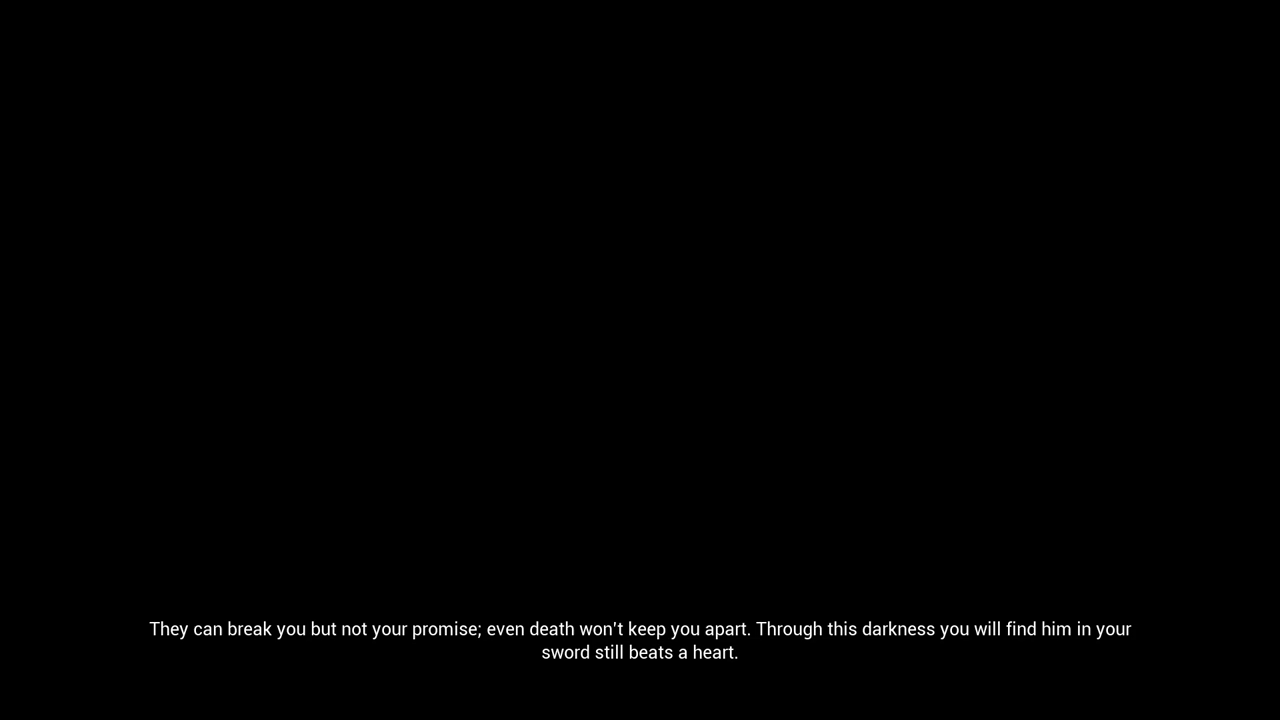 They can break you but not your promise; even death won't keep you apart. Through this darkness you will find him in your
sword still beats a heart.